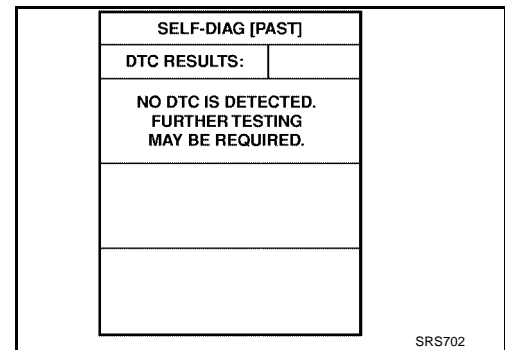 SELF-DIAG [PAST]
DTC RESULTS:
NO DTC IS DETECTED.
FURTHER TESTING
MAY BE REQUIRED.
SRS702